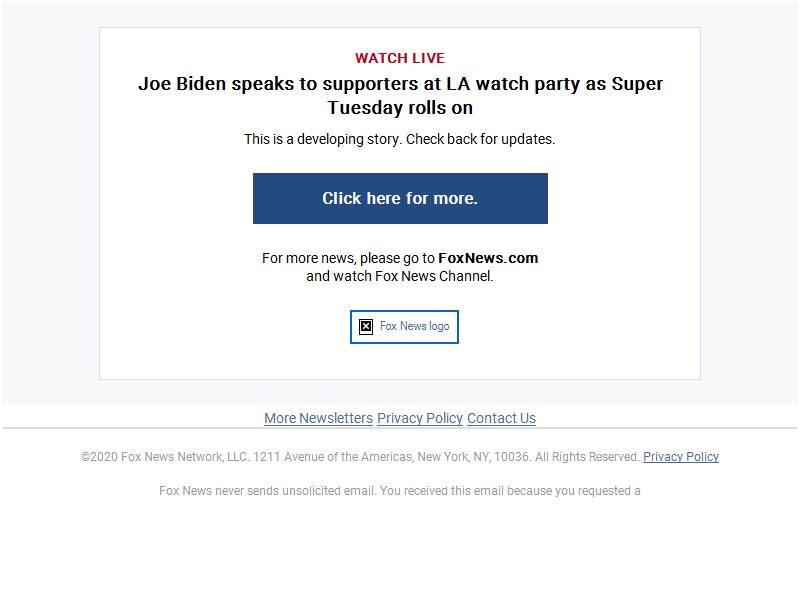 WATCH LIVE
Joe Biden speaks to supporters at LA watch party as Super
Tuesday rolls on
This is a developing story. Check back for updates.
Click here for more.
For more news, please go to FoxNews.com
and watch Fox News Channel.
Fox News logo
More Newsletters Privacy Policy Contact Us
©2020 Fox News Network, LLC. 1211 Avenue of the Americas, New York, NY, 10036. All Rights Reserved. Privacy Policy
Fox News never sends unsolicited email. You received this email because you requested a